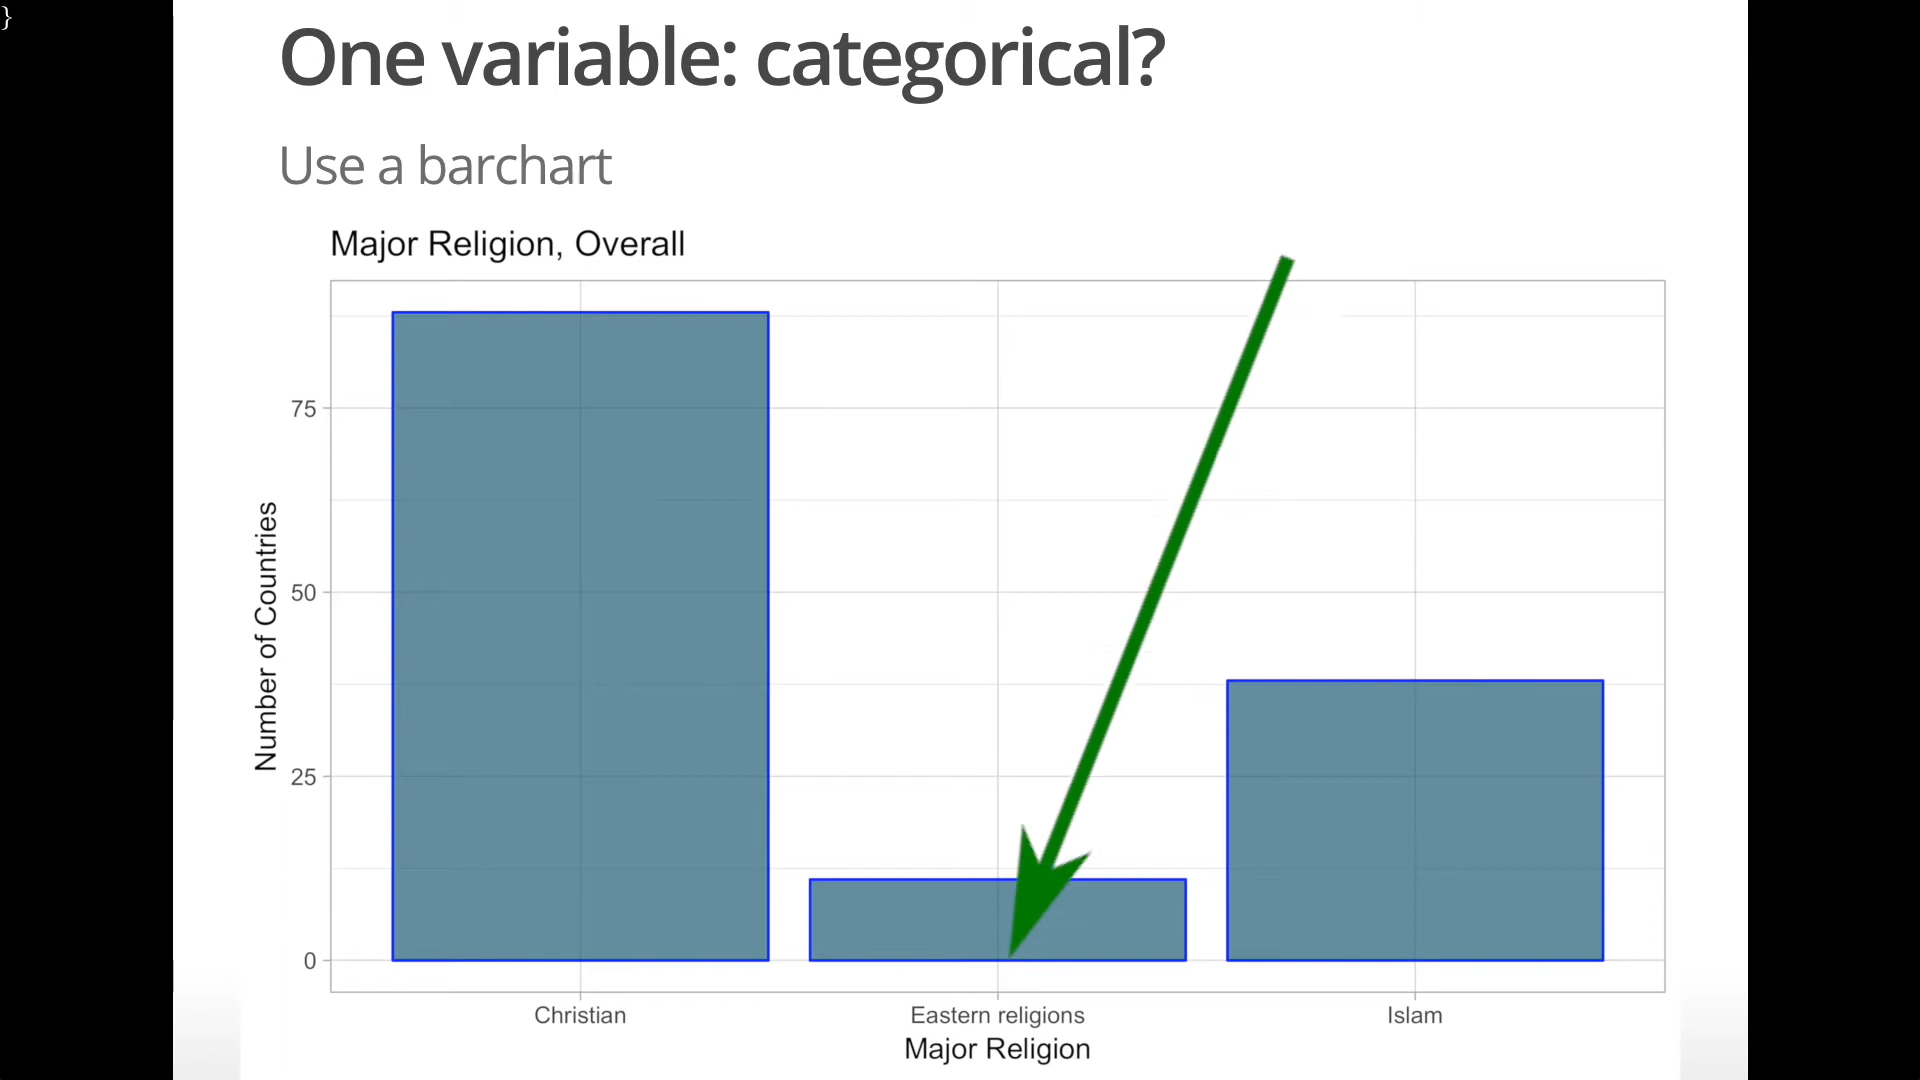 }
One variable: categorical?
Use a barchart
Major Religion, Overall
Number of Countries
75
50
25
0
Christian
Eastern religions
Islam
Major Religion